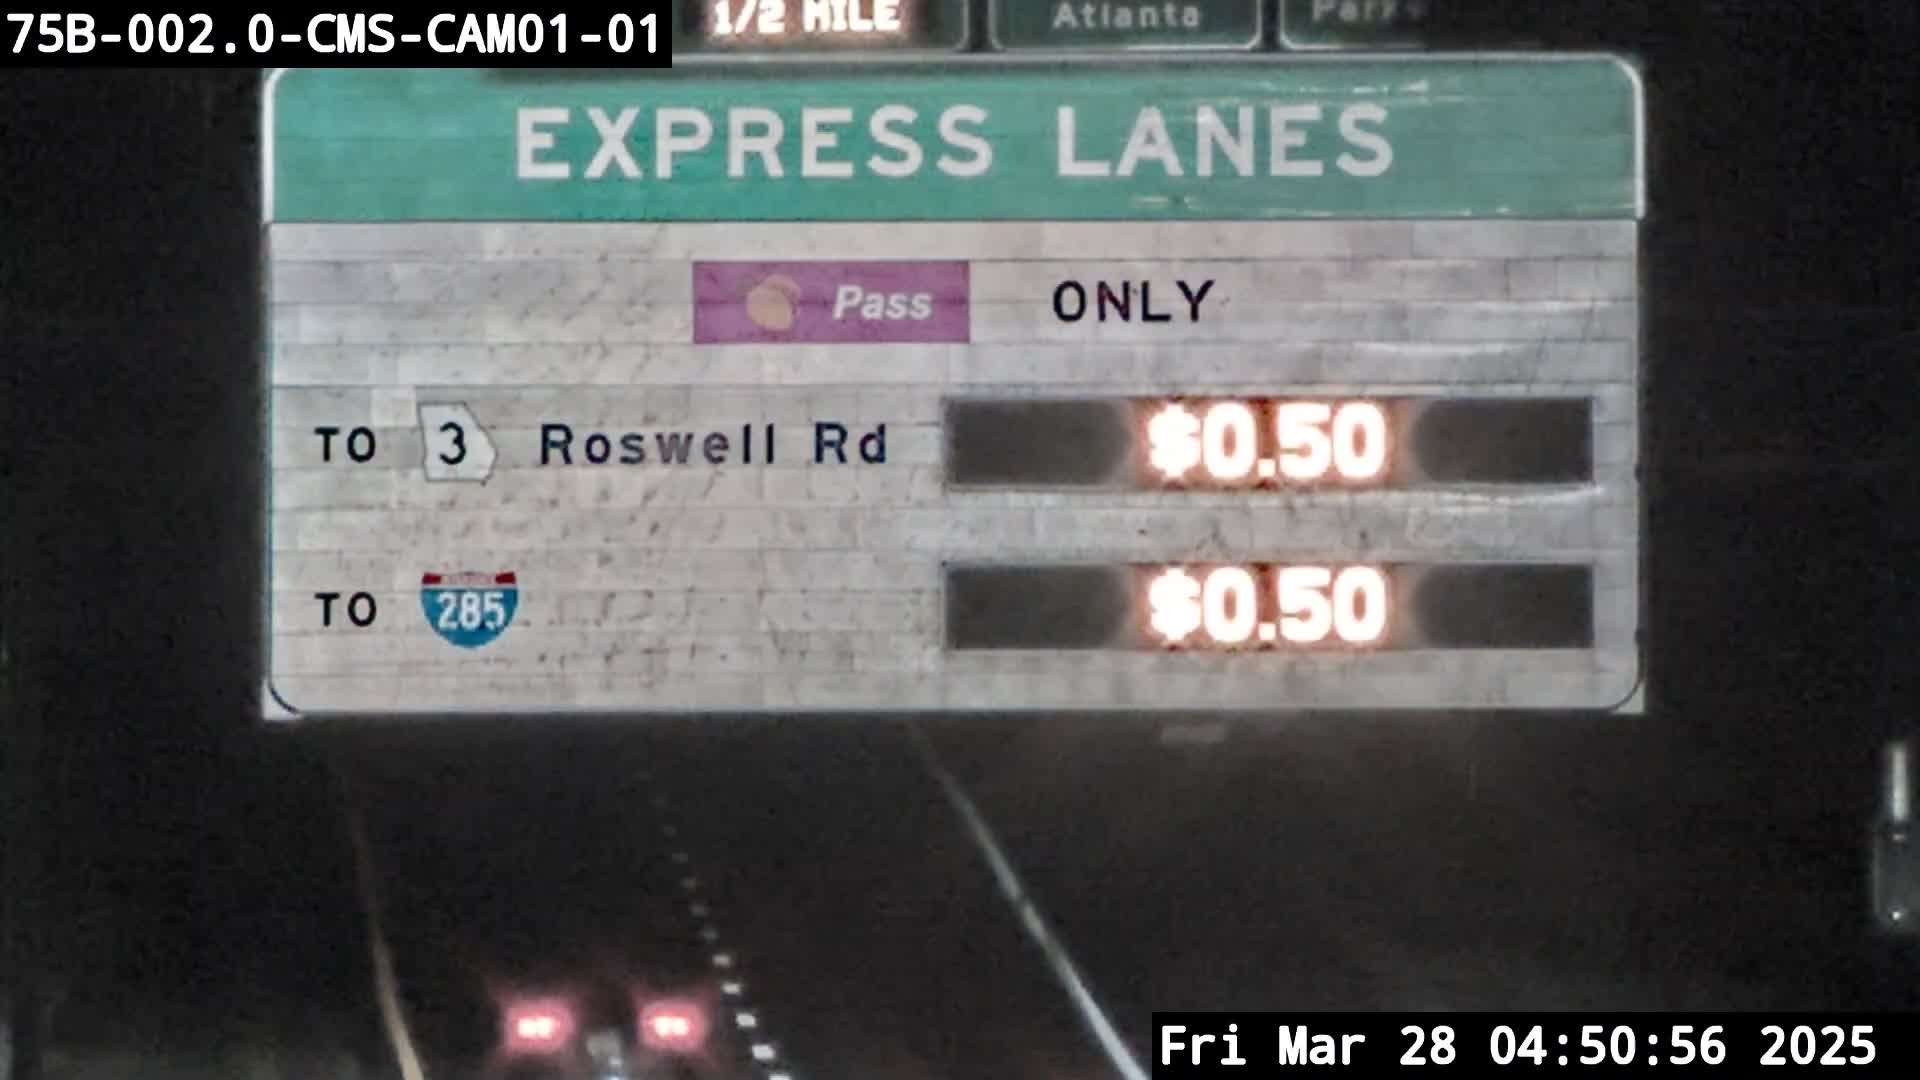 75B-002.0-CMS-CAM01-01
1/2 MILE
Atlanta
EXPRESS LANES
Pass ONLY
TO 3 Roswell Rd $0.50
TO 285 $0.50
Fri Mar 28 04:50:56 2025